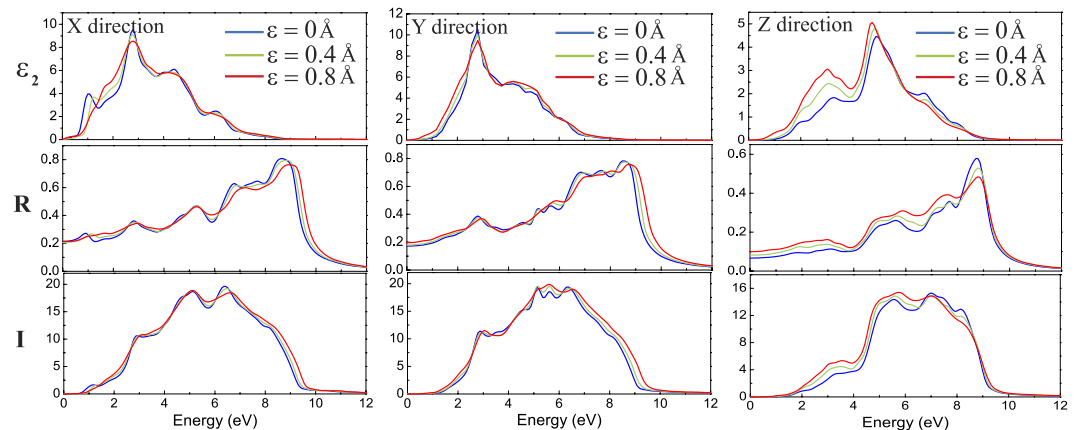 X direction
ε = 0 Å
ε = 0.4 Å
ε = 0.8 Å
Y direction
ε = 0 Å
ε = 0.4 Å
ε = 0.8 Å
Z direction
ε = 0 Å
ε = 0.4 Å
ε = 0.8 Å
ε₂
10
8
6
4
2
0
12
10
8
6
4
2
0
5
4
3
2
1
0
R
0.8
0.6
0.4
0.2
0.0
0.8
0.6
0.4
0.2
0.0
0.6
0.4
0.2
0.0
I
20
15
10
5
0
20
15
10
5
0
16
12
8
4
0
0 2 4 6 8 10 12
0 2 4 6 8 10 12
0 2 4 6 8 10 12
Energy (eV)
Energy (eV)
Energy (eV)